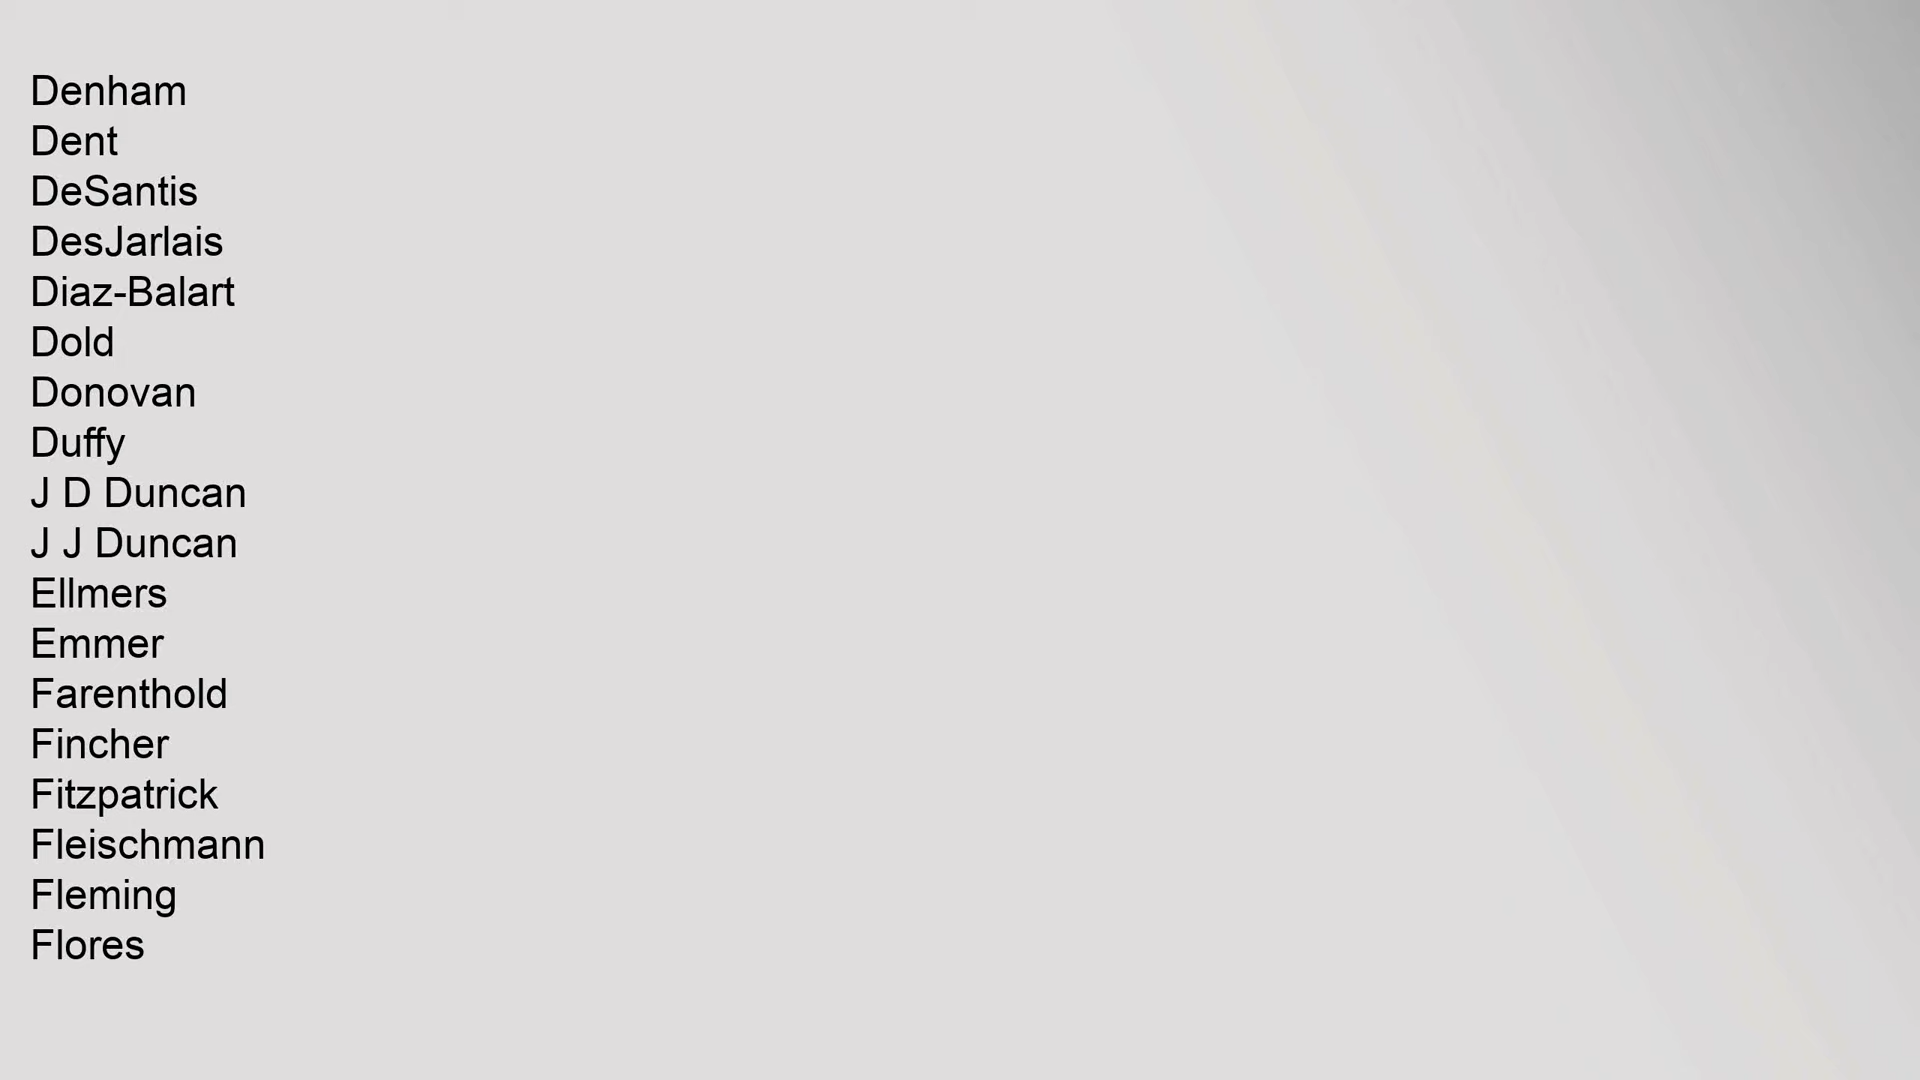 Denham
Dent
DeSantis
DesJarlais
Diaz-Balart
Dold
Donovan
Duffy
J D Duncan
J J Duncan
Ellmers
Emmer
Farenthold
Fincher
Fitzpatrick
Fleischmann
Fleming
Flores